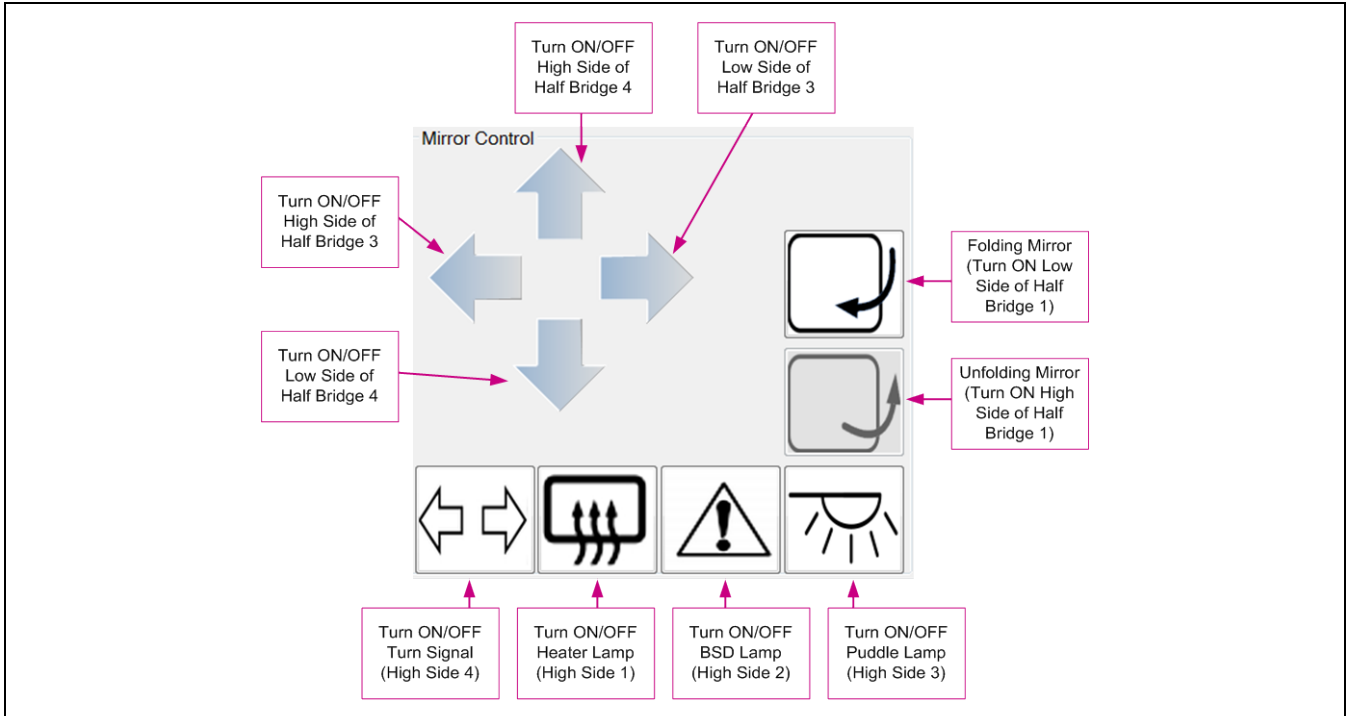 Turn ON/OFF
High Side of
Half Bridge 4
Turn ON/OFF
Low Side of
Half Bridge 3
Mirror Control
Turn ON/OFF
High Side of
Half Bridge 3
Folding Mirror
(Turn ON Low
Side of Half
Bridge 1)
Turn ON/OFF
Low Side of
Half Bridge 4
Unfolding Mirror
(Turn ON High
Side of Half
Bridge 1)
Turn ON/OFF
Turn Signal
(High Side 4)
Turn ON/OFF
Heater Lamp
(High Side 1)
Turn ON/OFF
BSD Lamp
(High Side 2)
Turn ON/OFF
Puddle Lamp
(High Side 3)